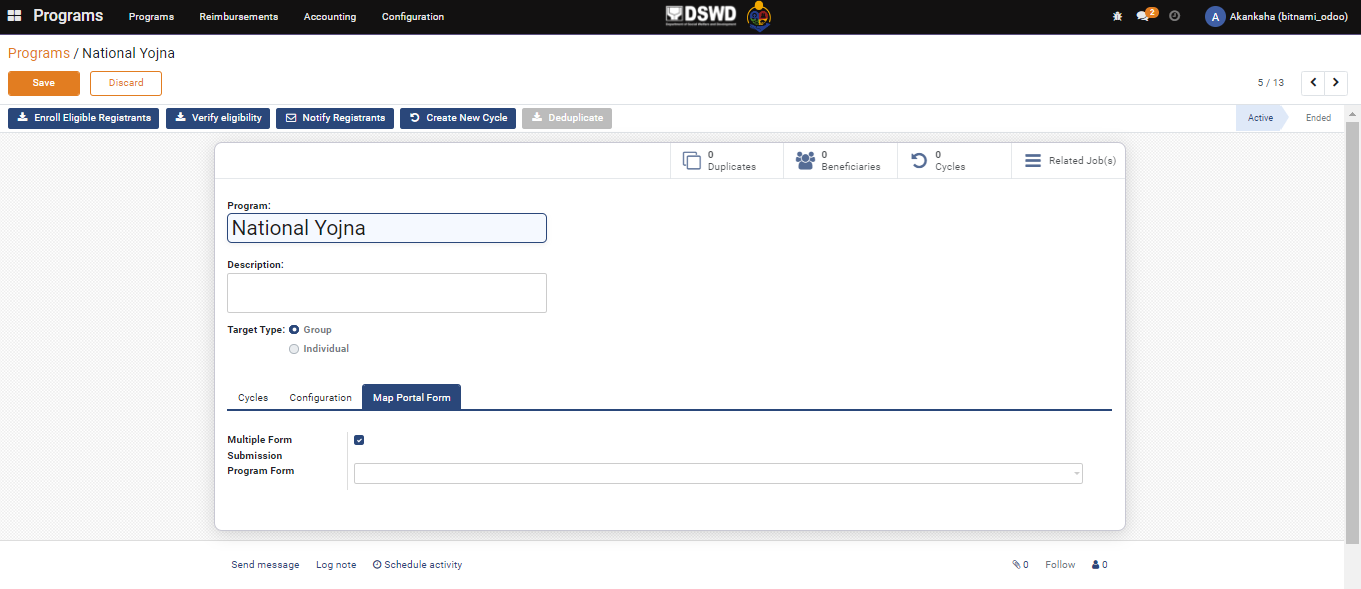 Programs Programs Reimbursements Accounting Configuration DSWD 2 A Akanksha (bitnami_odoo)
Department of Social Welfare and Development
Programs / National Yojna
Save Discard 5 / 13
Enroll Eligible Registrants Verify eligibility Notify Registrants Create New Cycle Deduplicate Active Ended
0 Duplicates 0 Beneficiaries 0 Cycles Related Job(s)
Program:
National Yojna
Description:
Target Type: Group
Individual
Cycles Configuration Map Portal Form
Multiple Form
Submission
Program Form
Send message Log note Schedule activity 0 Follow 0